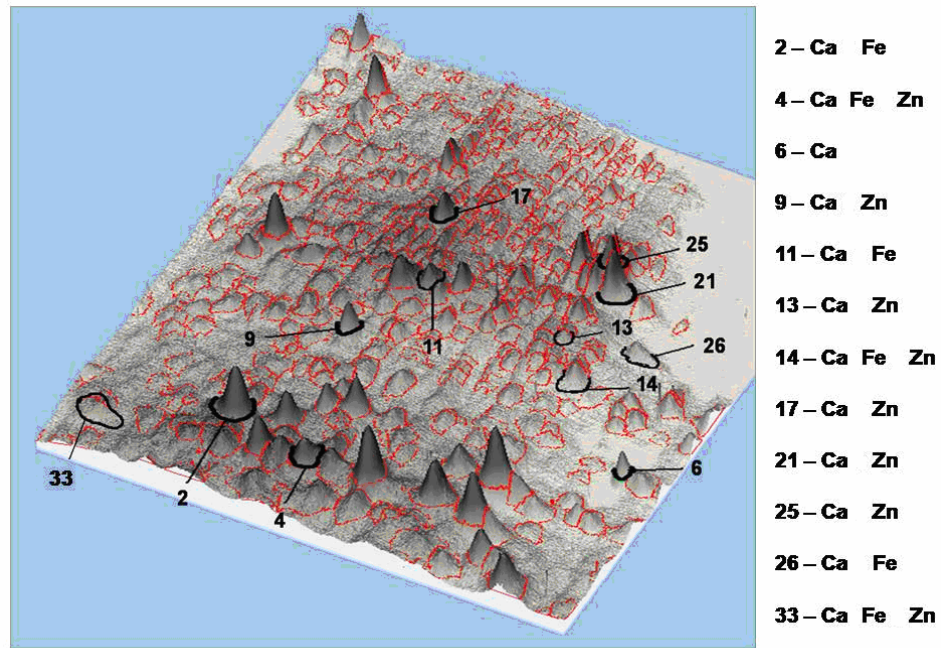 17
25
21
13
26
11
9
14
6
33
2
4
2 – Ca Fe
4 – Ca Fe Zn
6 – Ca
9 – Ca Zn
11 – Ca Fe
13 – Ca Zn
14 – Ca Fe Zn
17 – Ca Zn
21 – Ca Zn
25 – Ca Zn
26 – Ca Fe
33 – Ca Fe Zn